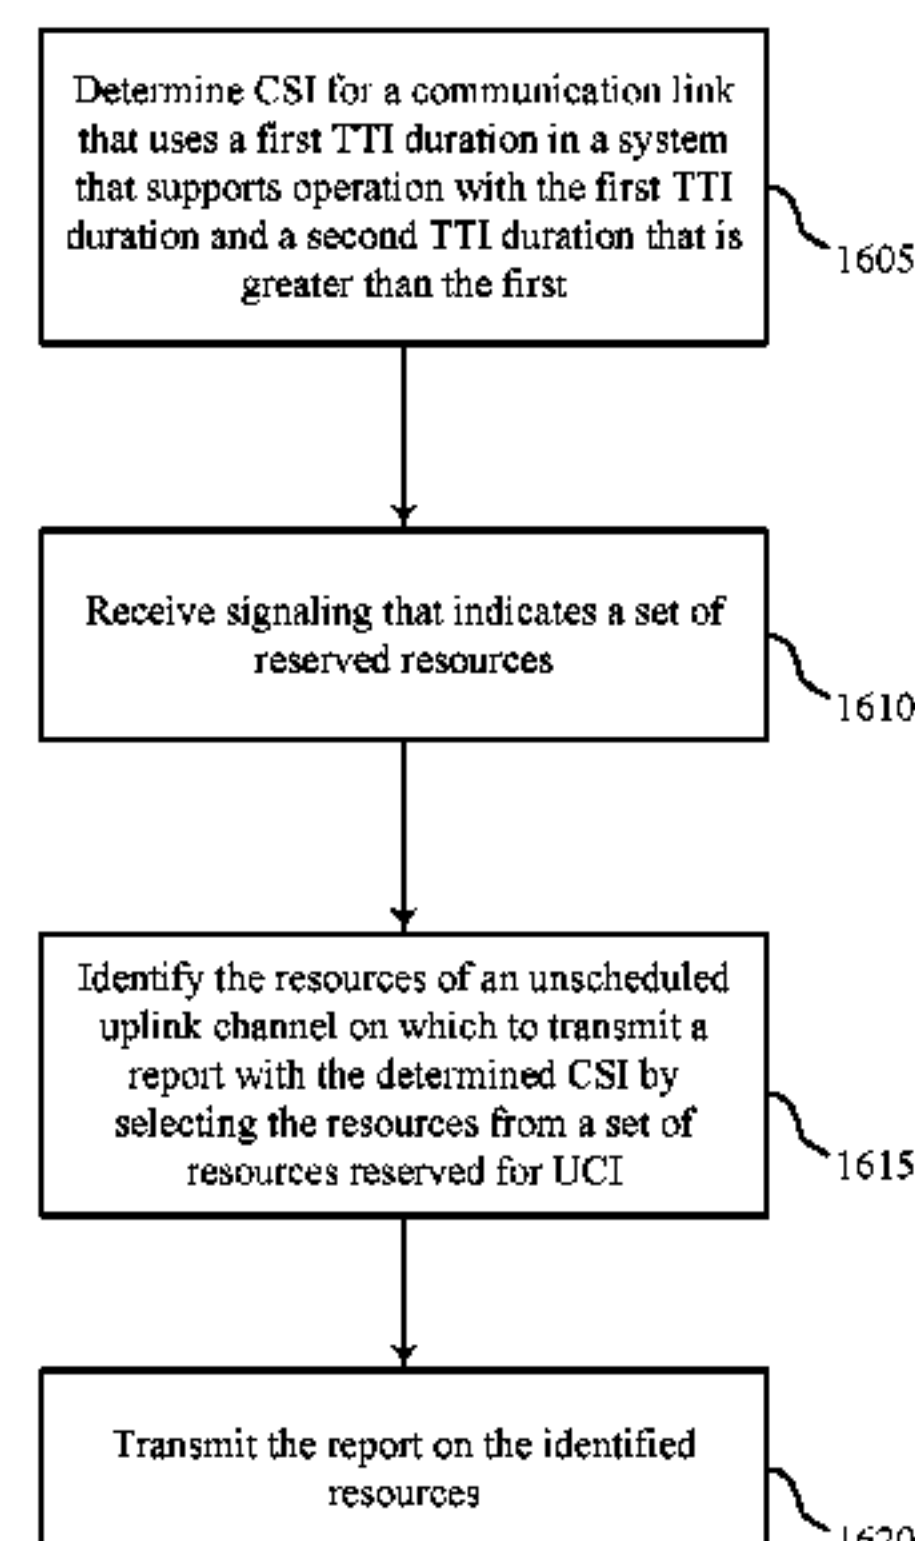 Determine CSI for a communication link
that uses a first TTI duration in a system
that supports operation with the first TTI
duration and a second TTI duration that is
greater than the first
1605
Receive signaling that indicates a set of
reserved resources
1610
Identify the resources of an unscheduled
uplink channel on which to transmit a
report with the determined CSI by
selecting the resources from a set of
resources reserved for UCI
1615
Transmit the report on the identified
resources
1620